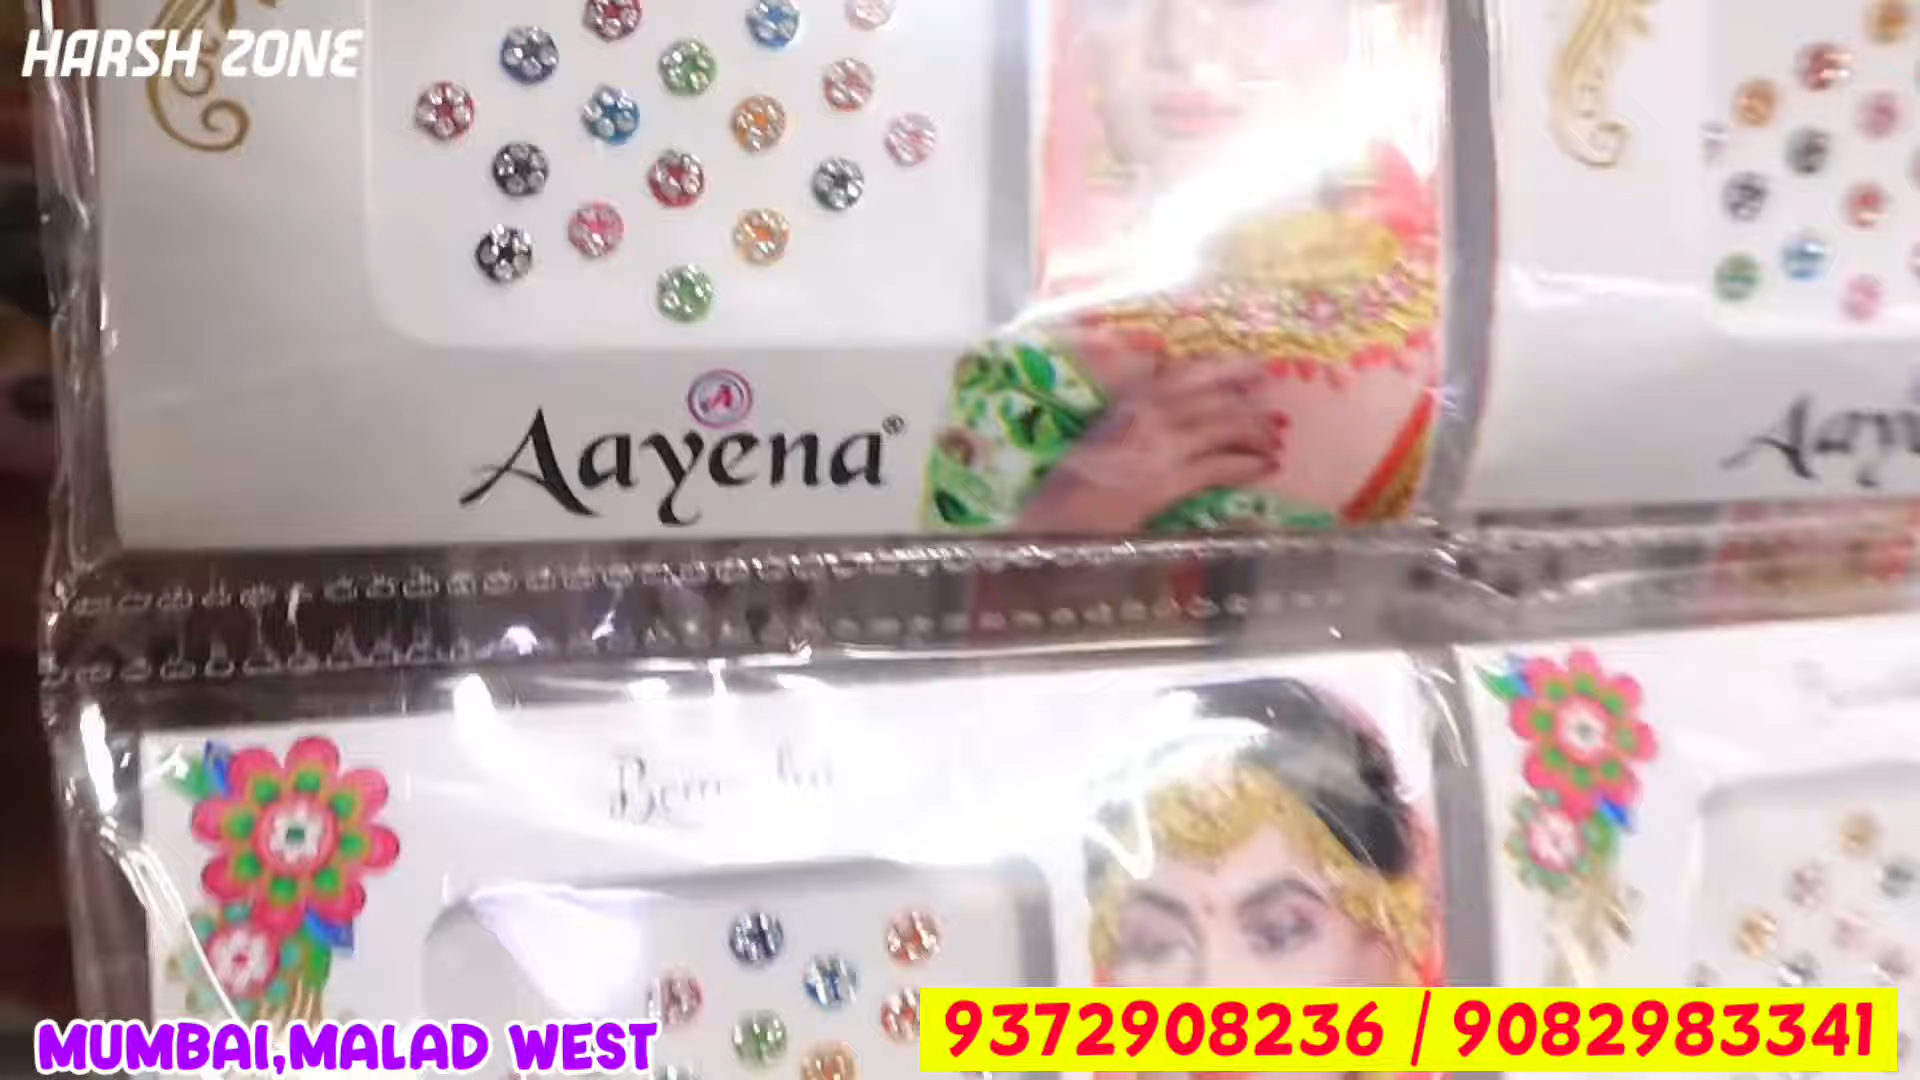 HARSH ZONE
A
Aayena®
MUMBAI,MALAD WEST
9372908236 / 9082983341